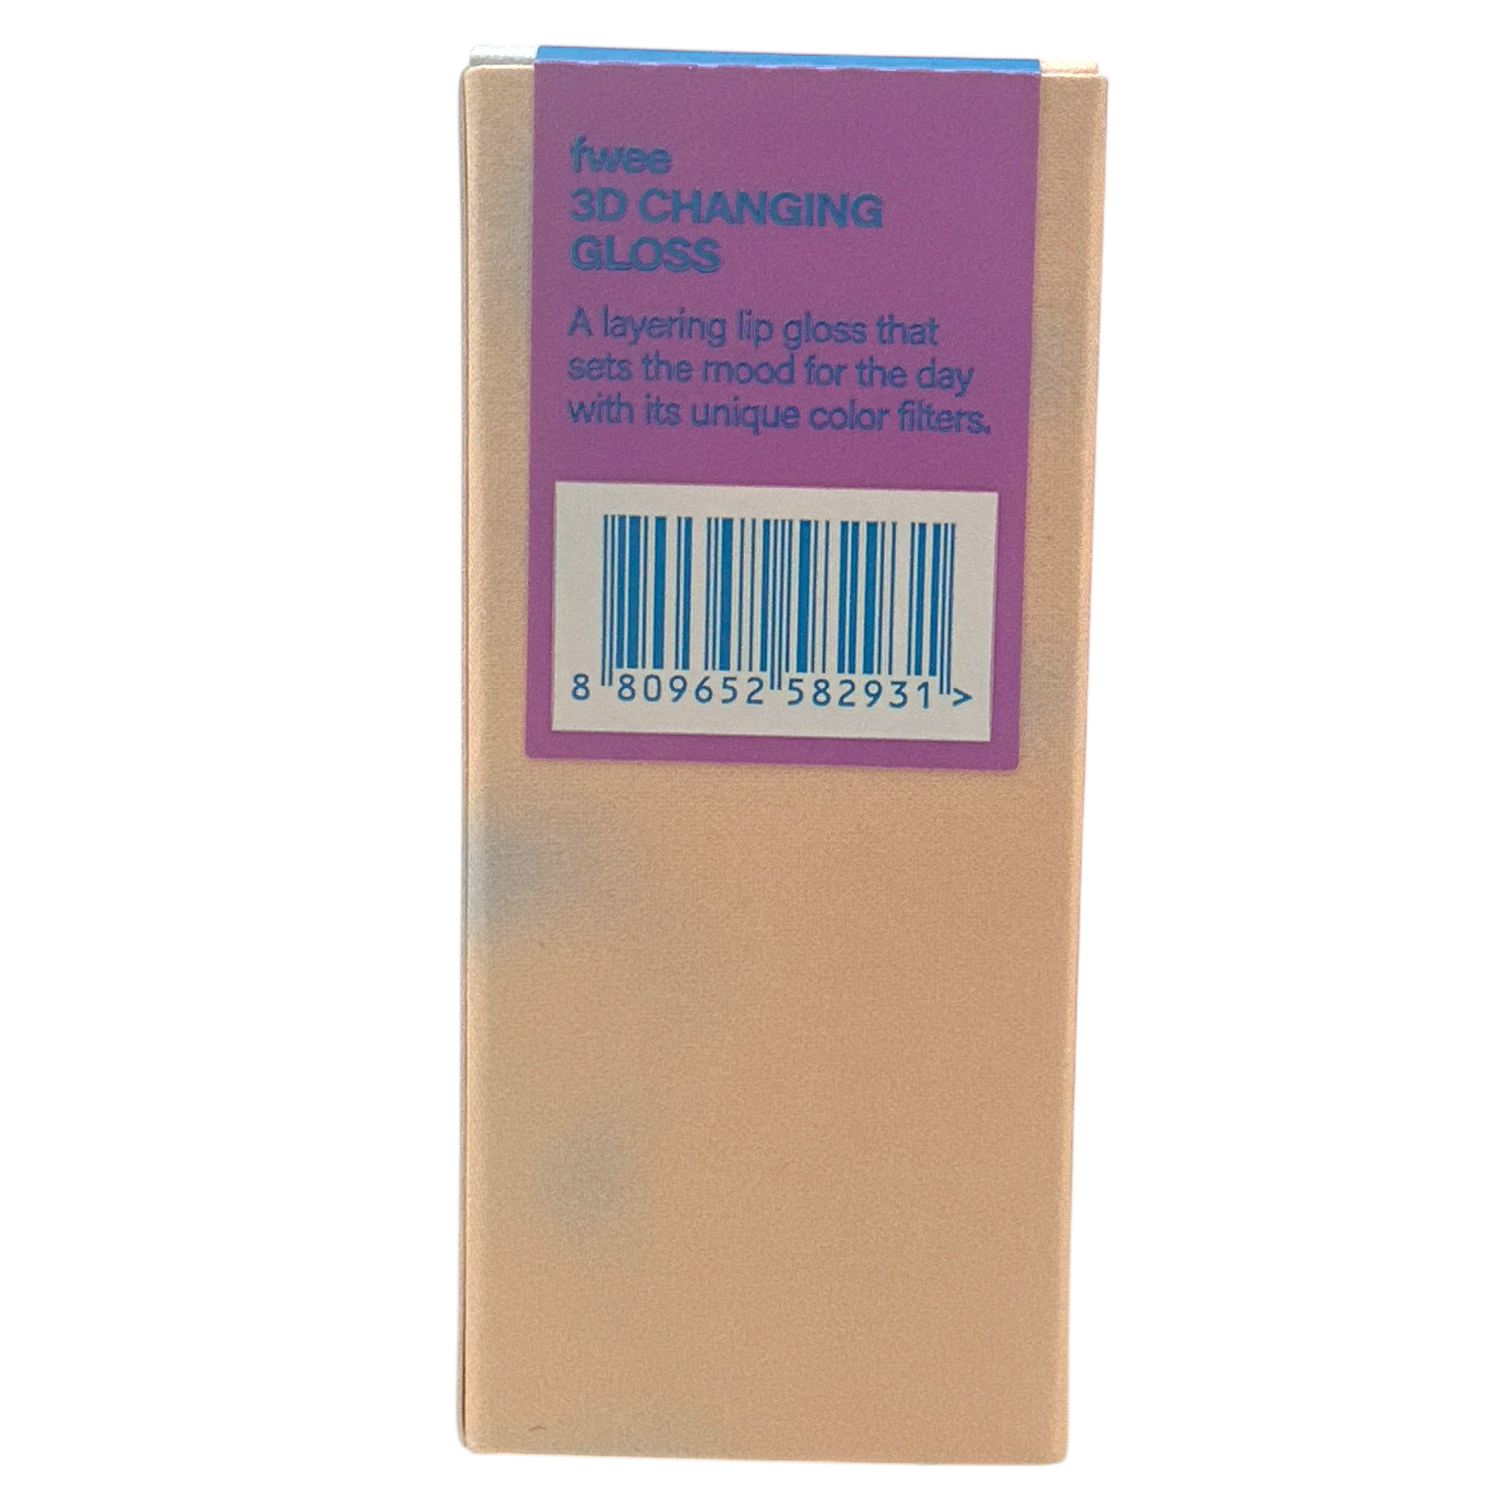 fwee
3D CHANGING
GLOSS
A layering lip gloss that
sets the mood for the day
with its unique color filters.
8 809652 582931 >